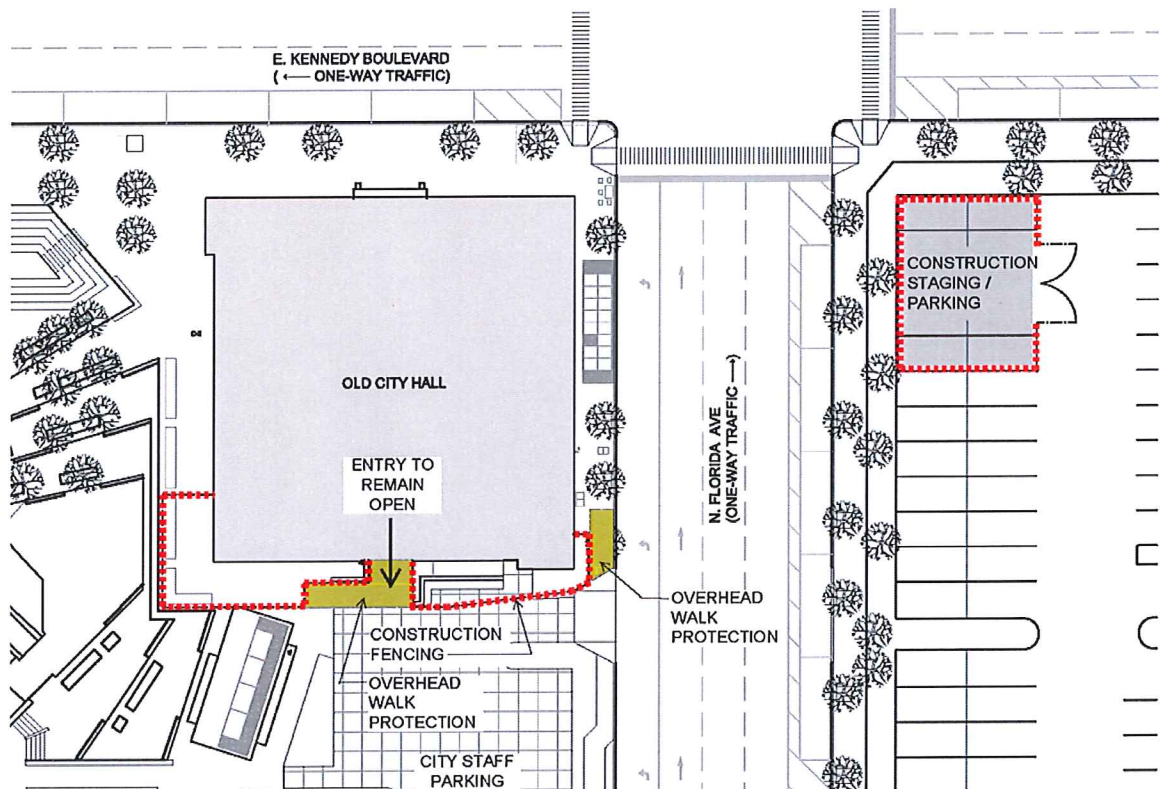 E. KENNEDY BOULEVARD
( ← ONE-WAY TRAFFIC)
CONSTRUCTION
STAGING /
PARKING
OLD CITY HALL
N. FLORIDA AVE
(ONE-WAY TRAFFIC →)
ENTRY TO
REMAIN
OPEN
OVERHEAD
WALK
PROTECTION
CONSTRUCTION
FENCING
OVERHEAD
WALK
PROTECTION
CITY STAFF
PARKING